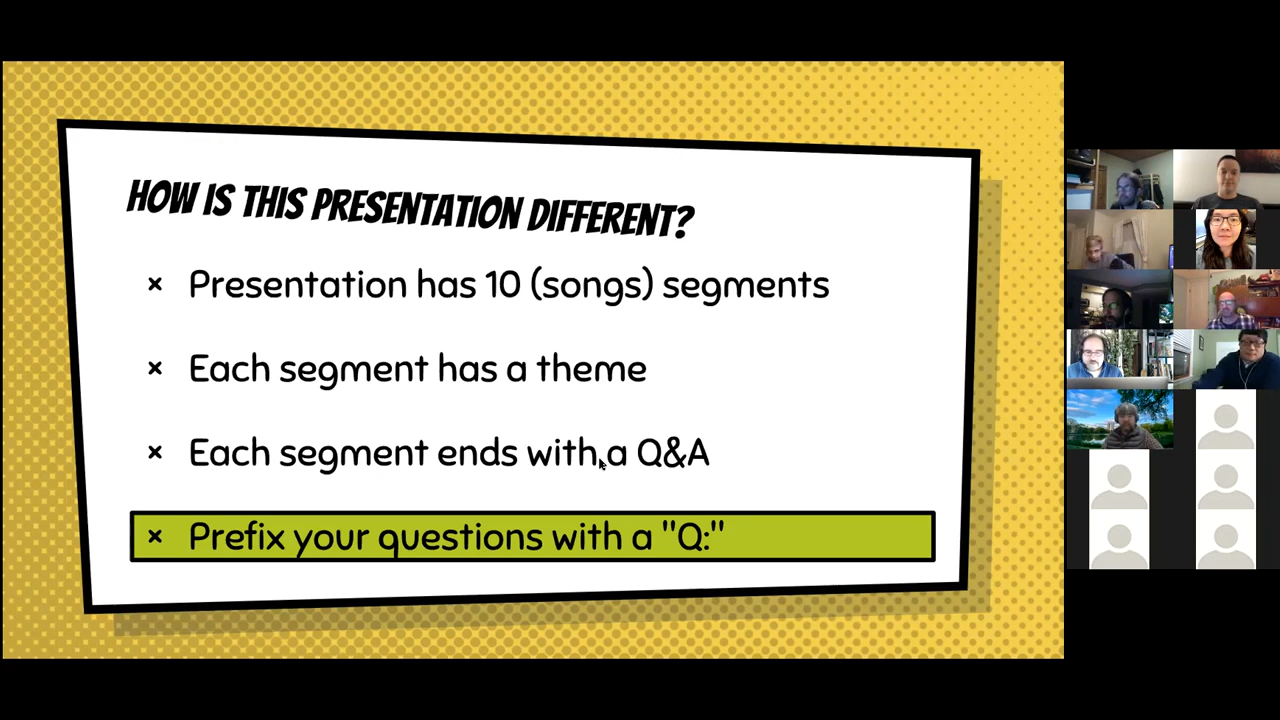 HOW IS THIS PRESENTATION DIFFERENT?
× Presentation has 10 (songs) segments
× Each segment has a theme
× Each segment ends with a Q&A
× Prefix your questions with a "Q:"